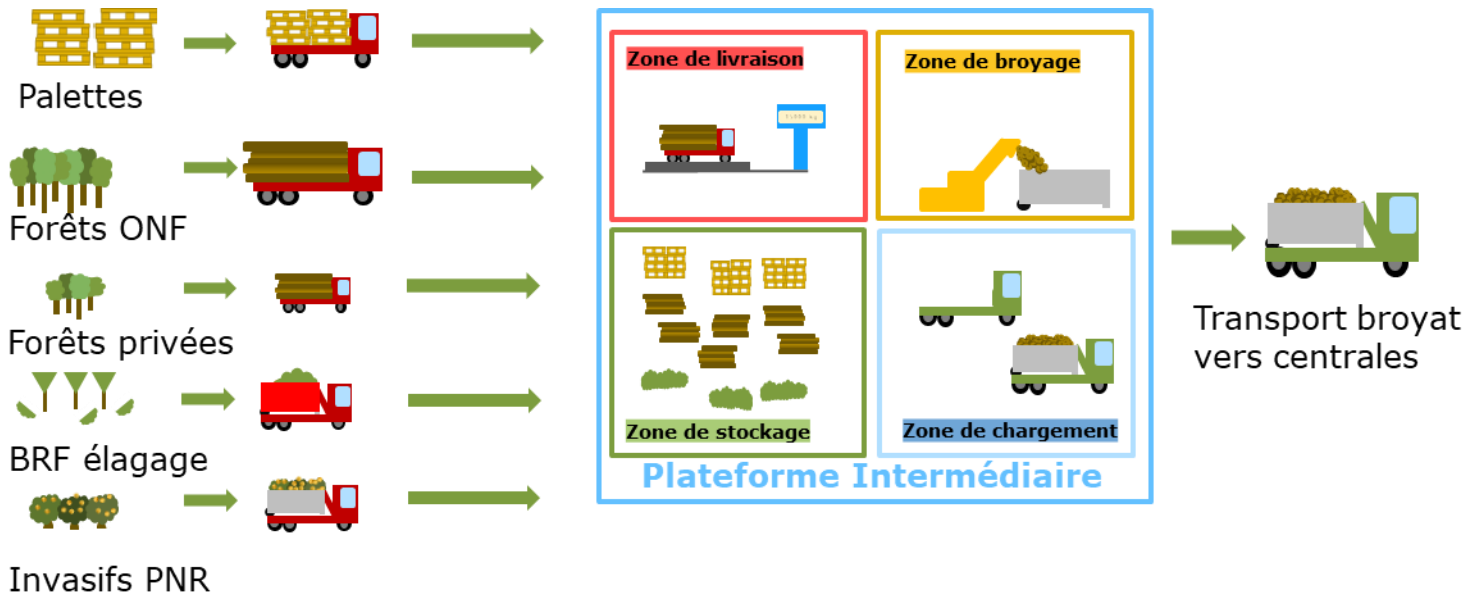 Palettes
Forêts ONF
Forêts privées
BRF élagage
Invasifs PNR
Zone de livraison
Zone de broyage
Zone de stockage
Zone de chargement
Plateforme Intermédiaire
Transport broyat
vers centrales